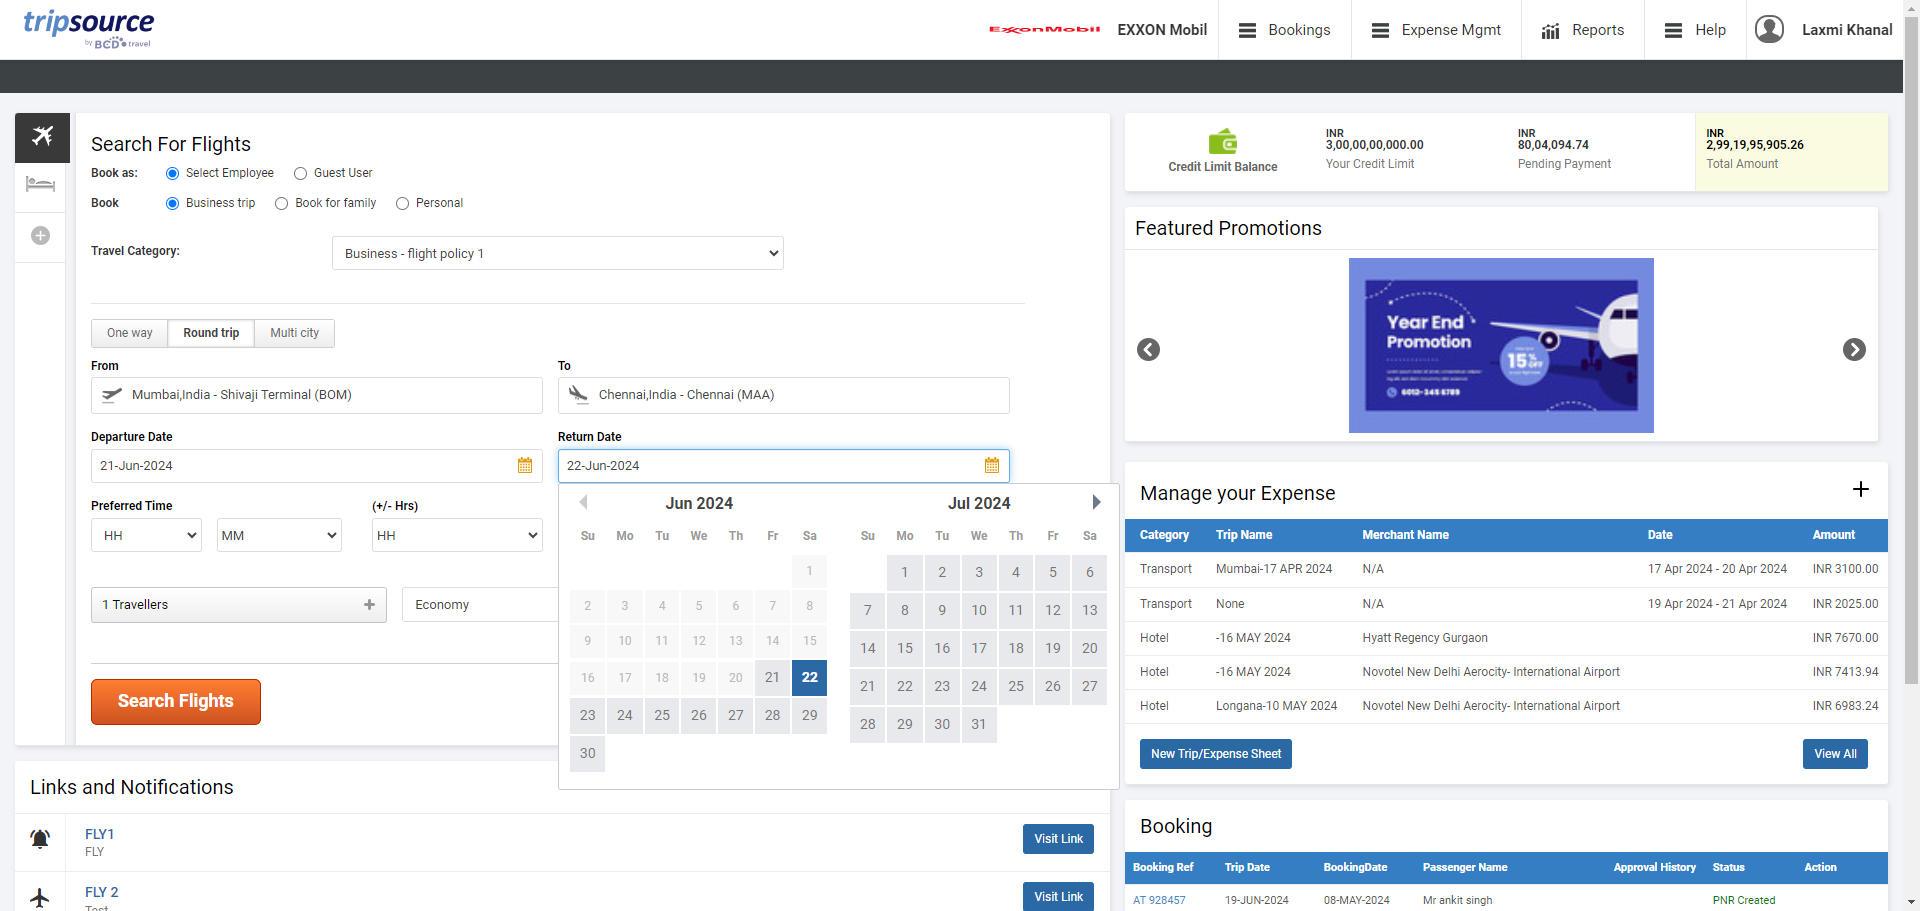 tripsource
by BCD travel
ExxonMobil
EXXON Mobil
Bookings
Expense Mgmt
Reports
Help
Laxmi Khanal
Search For Flights
Book as:
Select Employee
Guest User
Book
Business trip
Book for family
Personal
Travel Category:
Business - flight policy 1
One way
Round trip
Multi city
From
To
Mumbai,India - Shivaji Terminal (BOM)
Chennai,India - Chennai (MAA)
Departure Date
Return Date
21-Jun-2024
22-Jun-2024
Preferred Time
(+/- Hrs)
HH
MM
HH
1 Travellers
Economy
Search Flights
Jun 2024
Su Mo Tu We Th Fr Sa
1
2 3 4 5 6 7 8
9 10 11 12 13 14 15
16 17 18 19 20 21 22
23 24 25 26 27 28 29
30
Jul 2024
Su Mo Tu We Th Fr Sa
1 2 3 4 5 6
7 8 9 10 11 12 13
14 15 16 17 18 19 20
21 22 23 24 25 26 27
28 29 30 31
Links and Notifications
FLY1
FLY
Visit Link
FLY 2
Test
Visit Link
Credit Limit Balance
INR
3,00,00,00,000.00
Your Credit Limit
INR
80,04,094.74
Pending Payment
INR
2,99,19,95,905.26
Total Amount
Featured Promotions
Year End
Promotion
15% OFF
6012-345 6789
Manage your Expense
Category Trip Name Merchant Name Date Amount
Transport Mumbai-17 APR 2024 N/A 17 Apr 2024 - 20 Apr 2024 INR 3100.00
Transport None N/A 19 Apr 2024 - 21 Apr 2024 INR 2025.00
Hotel -16 MAY 2024 Hyatt Regency Gurgaon INR 7670.00
Hotel -16 MAY 2024 Novotel New Delhi Aerocity- International Airport INR 7413.94
Hotel Longana-10 MAY 2024 Novotel New Delhi Aerocity- International Airport INR 6983.24
New Trip/Expense Sheet
View All
Booking
Booking Ref Trip Date BookingDate Passenger Name Approval History Status Action
AT 928457 19-JUN-2024 08-MAY-2024 Mr ankit singh PNR Created